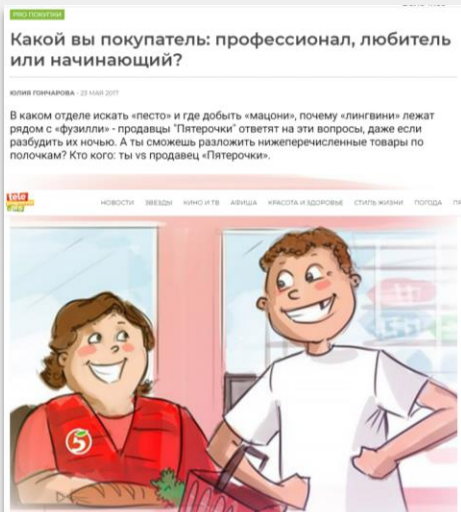 PRO ПОКУПКИ
Какой вы покупатель: профессионал, любитель
или начинающий?
ЮЛИЯ ГОНЧАРОВА - 23 МАЯ 2017
В каком отделе искать «песто» и где добыть «мацони», почему «лингвини» лежат
рядом с «фузилли» - продавцы "Пятерочки" ответят на эти вопросы, даже если
разбудить их ночью. А ты сможешь разложить нижеперечисленные товары по
полочкам? Кто кого: ты vs продавец «Пятерочки».
tele
НОВОСТИ ЗВЕЗДЫ КИНО И ТВ АФИША КРАСОТА И ЗДОРОВЬЕ СТИЛЬ ЖИЗНИ ПОГОДА
5